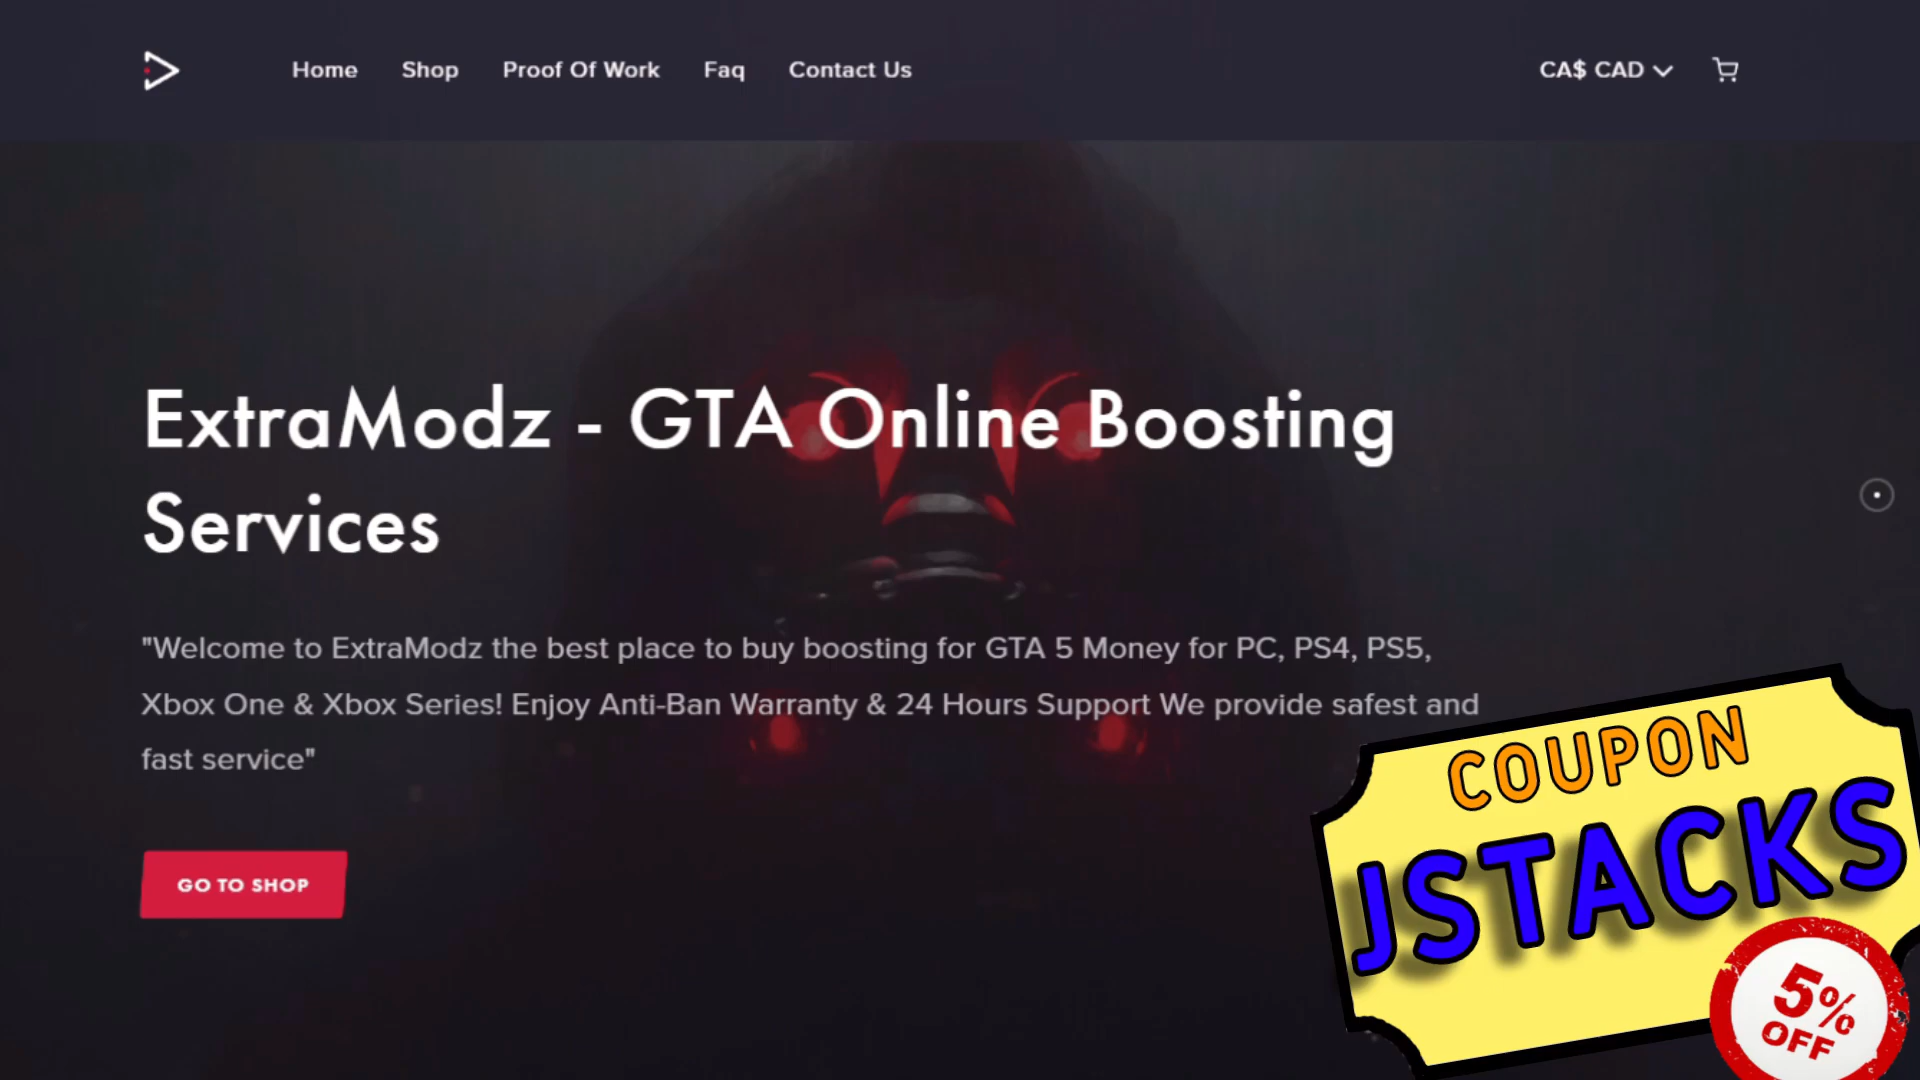 Home Shop Proof Of Work Faq Contact Us CA$ CAD
ExtraModz - GTA Online Boosting
Services
"Welcome to ExtraModz the best place to buy boosting for GTA 5 Money for PC, PS4, PS5,
Xbox One & Xbox Series! Enjoy Anti-Ban Warranty & 24 Hours Support We provide safest and
fast service"
GO TO SHOP
COUPON
JSTACKS
5%
OFF